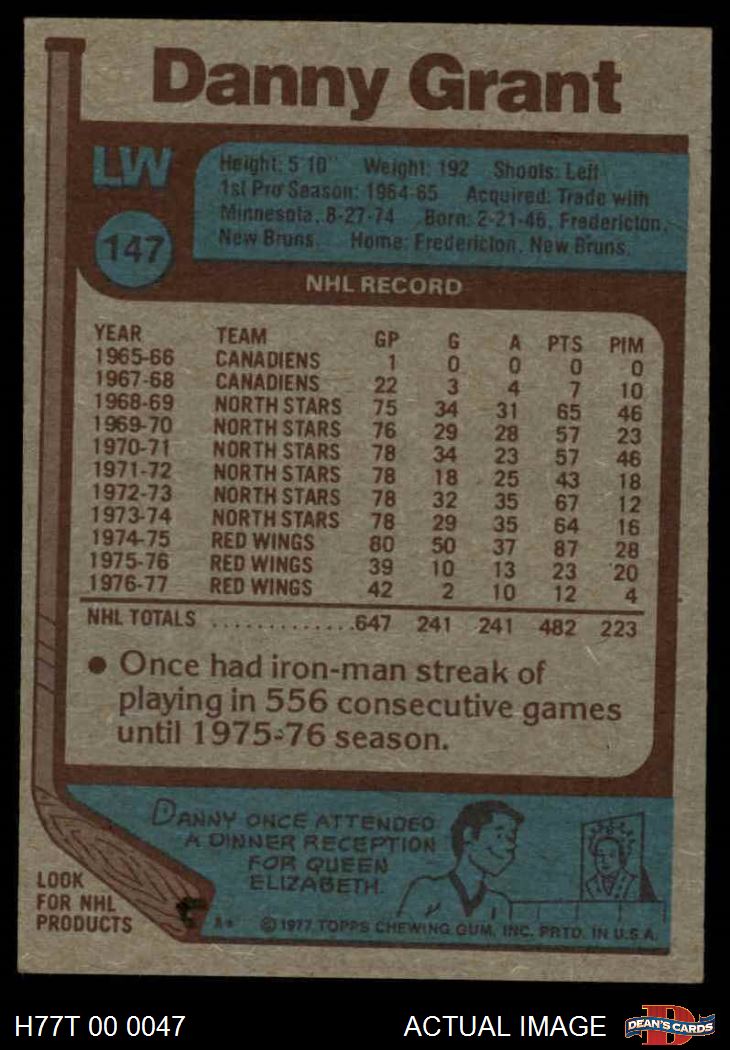 Danny Grant
LW
147
Height: 5'10" Weight: 192 Shoots: Left
1st Pro Season: 1964-65 Acquired: Trade with
Minnesota, 8-27-74 Born: 2-21-46, Fredericton,
New Bruns. Home: Fredericton, New Bruns.
NHL RECORD
YEAR TEAM GP G A PTS PIM
1965-66 CANADIENS 1 0 0 0 0
1967-68 CANADIENS 22 3 4 7 10
1968-69 NORTH STARS 75 34 31 65 46
1969-70 NORTH STARS 76 29 28 57 23
1970-71 NORTH STARS 78 34 23 57 46
1971-72 NORTH STARS 78 18 25 43 18
1972-73 NORTH STARS 78 32 35 67 12
1973-74 NORTH STARS 78 29 35 64 16
1974-75 RED WINGS 80 50 37 87 28
1975-76 RED WINGS 39 10 13 23 20
1976-77 RED WINGS 42 2 10 12 4
NHL TOTALS .............647 241 241 482 223
• Once had iron-man streak of
playing in 556 consecutive games
until 1975-76 season.
DANNY ONCE ATTENDED
A DINNER RECEPTION
FOR QUEEN
ELIZABETH.
LOOK
FOR NHL
PRODUCTS
A* © 1977 TOPPS CHEWING GUM, INC. PRTD. IN U.S.A.
H77T 00 0047
ACTUAL IMAGE
D
DEAN'S CARDS